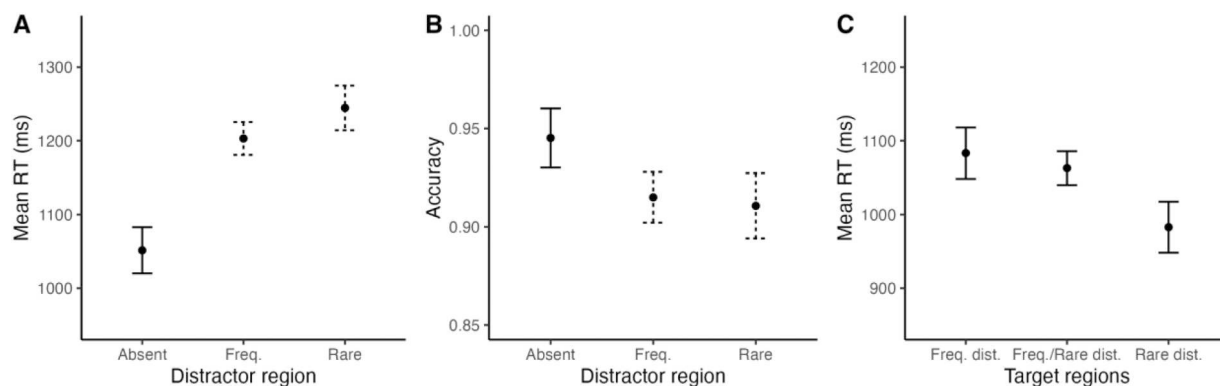 A
Mean RT (ms)
1300
1200
1100
1000
Absent Freq. Rare
Distractor region
B
Accuracy
1.00
0.95
0.90
0.85
Absent Freq. Rare
Distractor region
C
Mean RT (ms)
1200
1100
1000
900
Freq. dist. Freq./Rare dist. Rare dist.
Target regions